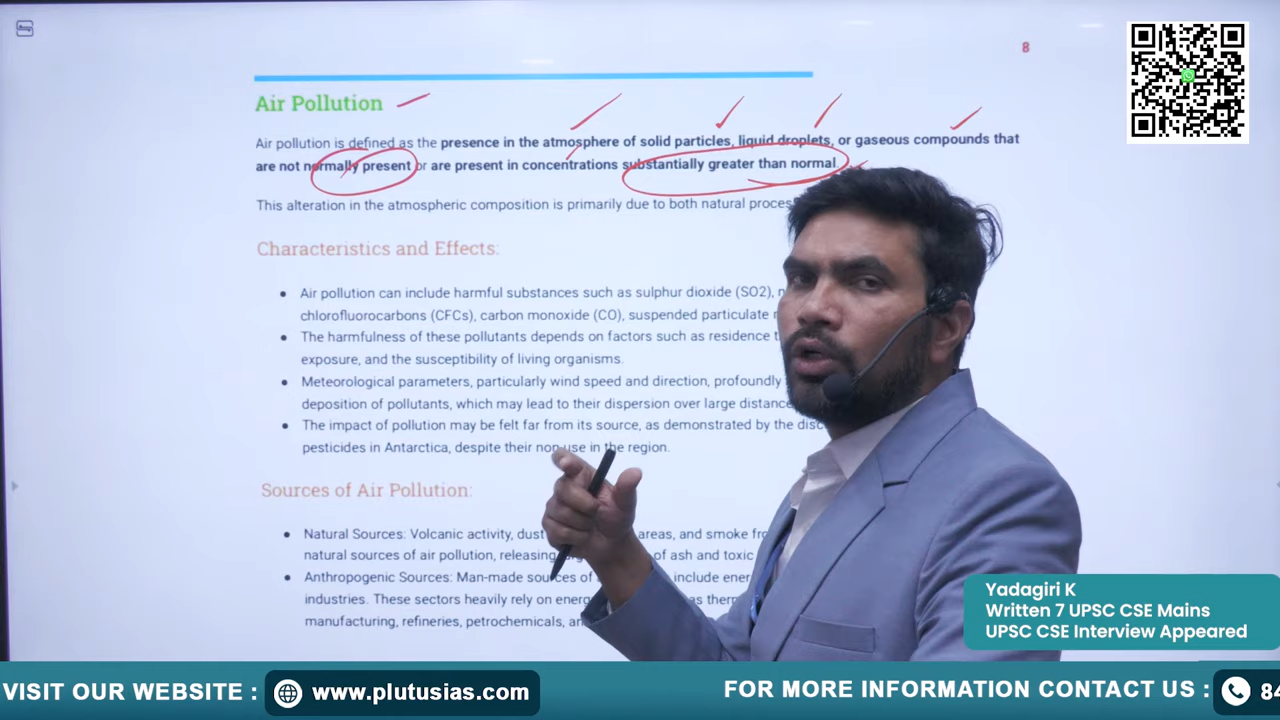 8
Air Pollution
Air pollution is defined as the presence in the atmosphere of solid particles, liquid droplets, or gaseous compounds that
are not normally present or are present in concentrations substantially greater than normal.
This alteration in the atmospheric composition is primarily due to both natural
Characteristics and Effects:
Air pollution can include harmful substances such as sulphur dioxide (SO2),
chlorofluorocarbons (CFCs), carbon monoxide (CO), suspended particulate
The harmfulness of these pollutants depends on factors such as residence
exposure, and the susceptibility of living organisms.
Meteorological parameters, particularly wind speed and direction, profoundly
deposition of pollutants, which may lead to their dispersion over large
The impact of pollution may be felt far from its source, as demonstrated by the
pesticides in Antarctica, despite their non-use in the region.
Sources of Air Pollution:
Natural Sources: Volcanic activity, dust areas, and smoke
natural sources of air pollution, releasing of ash and toxic
Anthropogenic Sources: Man-made sources of include
industries. These sectors heavily rely on
manufacturing, refineries, petrochemicals,
Yadagiri K
Written 7 UPSC CSE Mains
UPSC CSE Interview Appeared
VISIT OUR WEBSITE : www.plutusias.com FOR MORE INFORMATION CONTACT US : 84